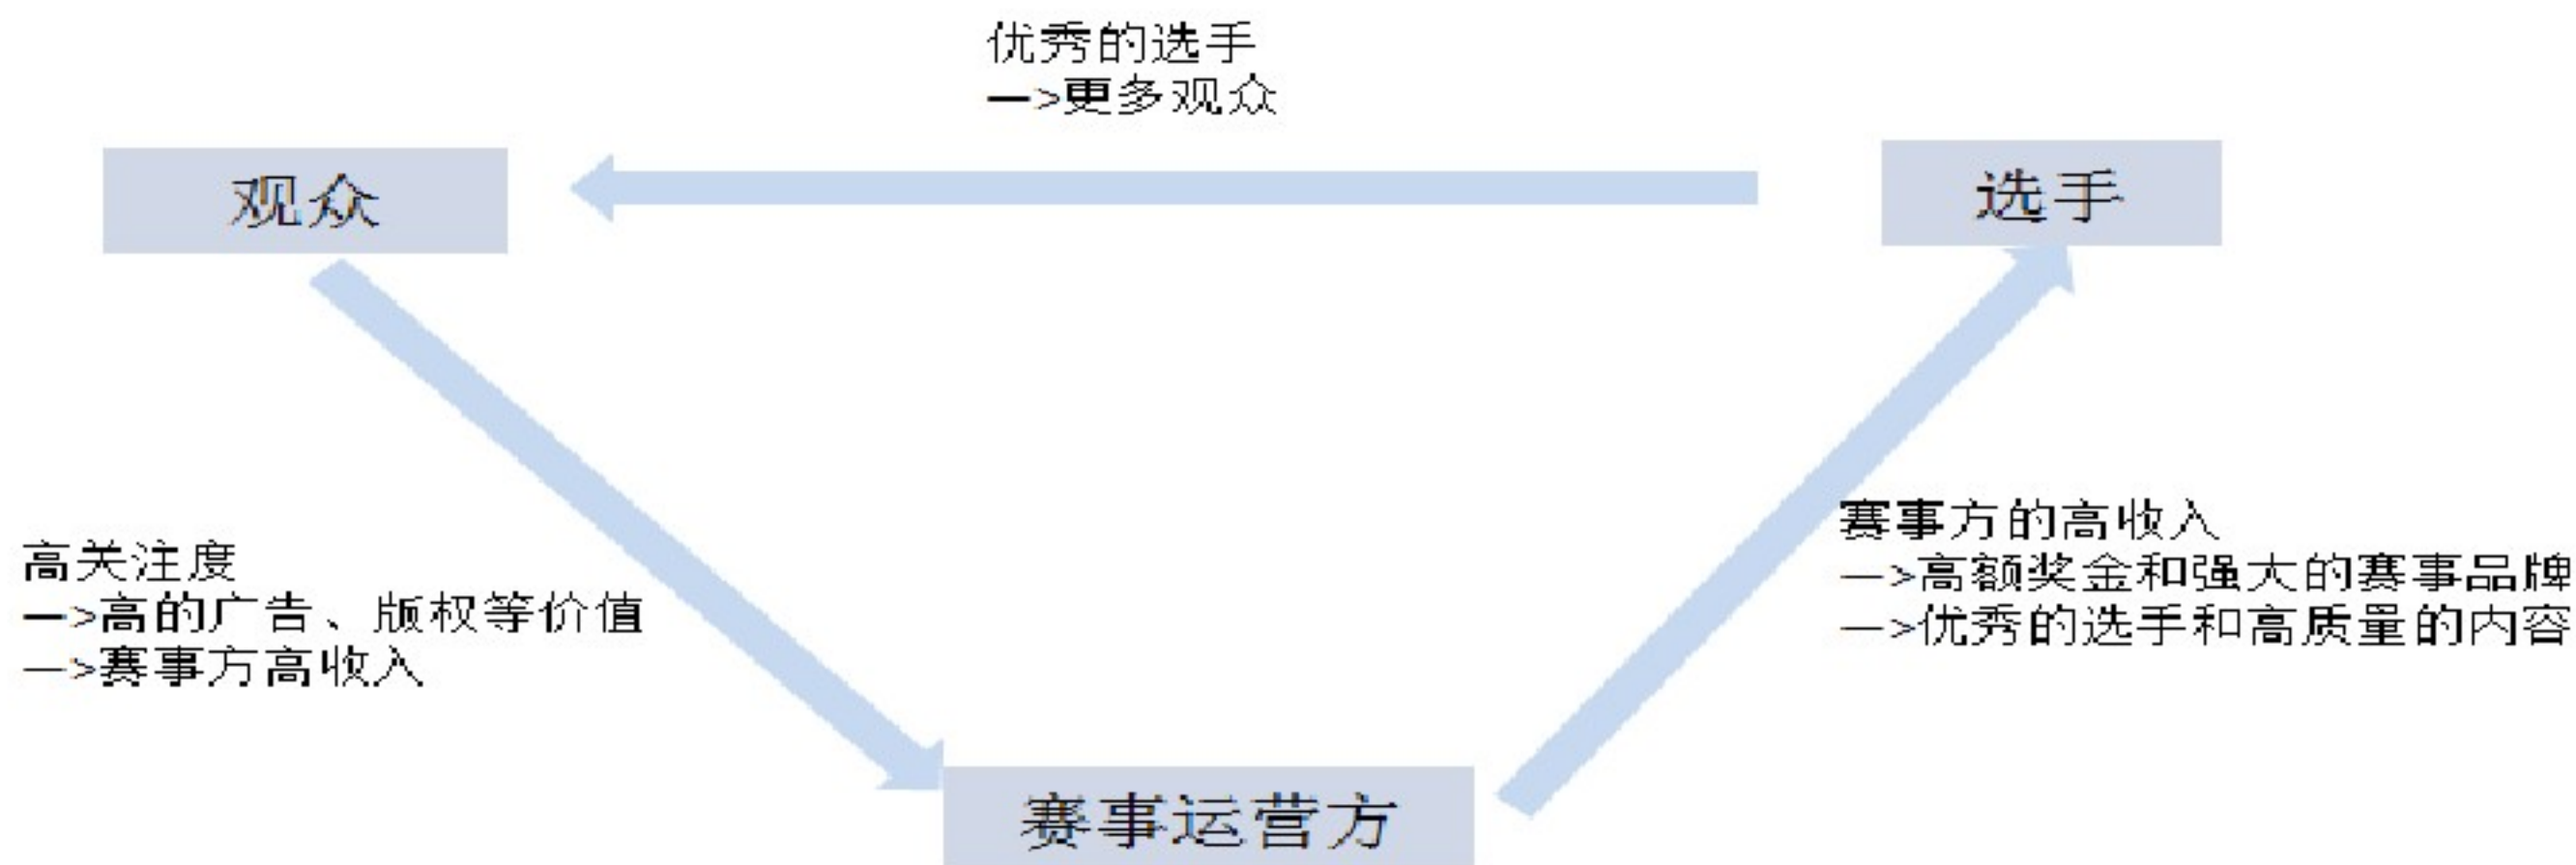 优秀的选手
—>更多观众
观众
选手
高关注度
—>高的广告、版权等价值
—>赛事方高收入
赛事方的高收入
—>高额奖金和强大的赛事品牌
—>优秀的选手和高质量的内容
赛事运营方